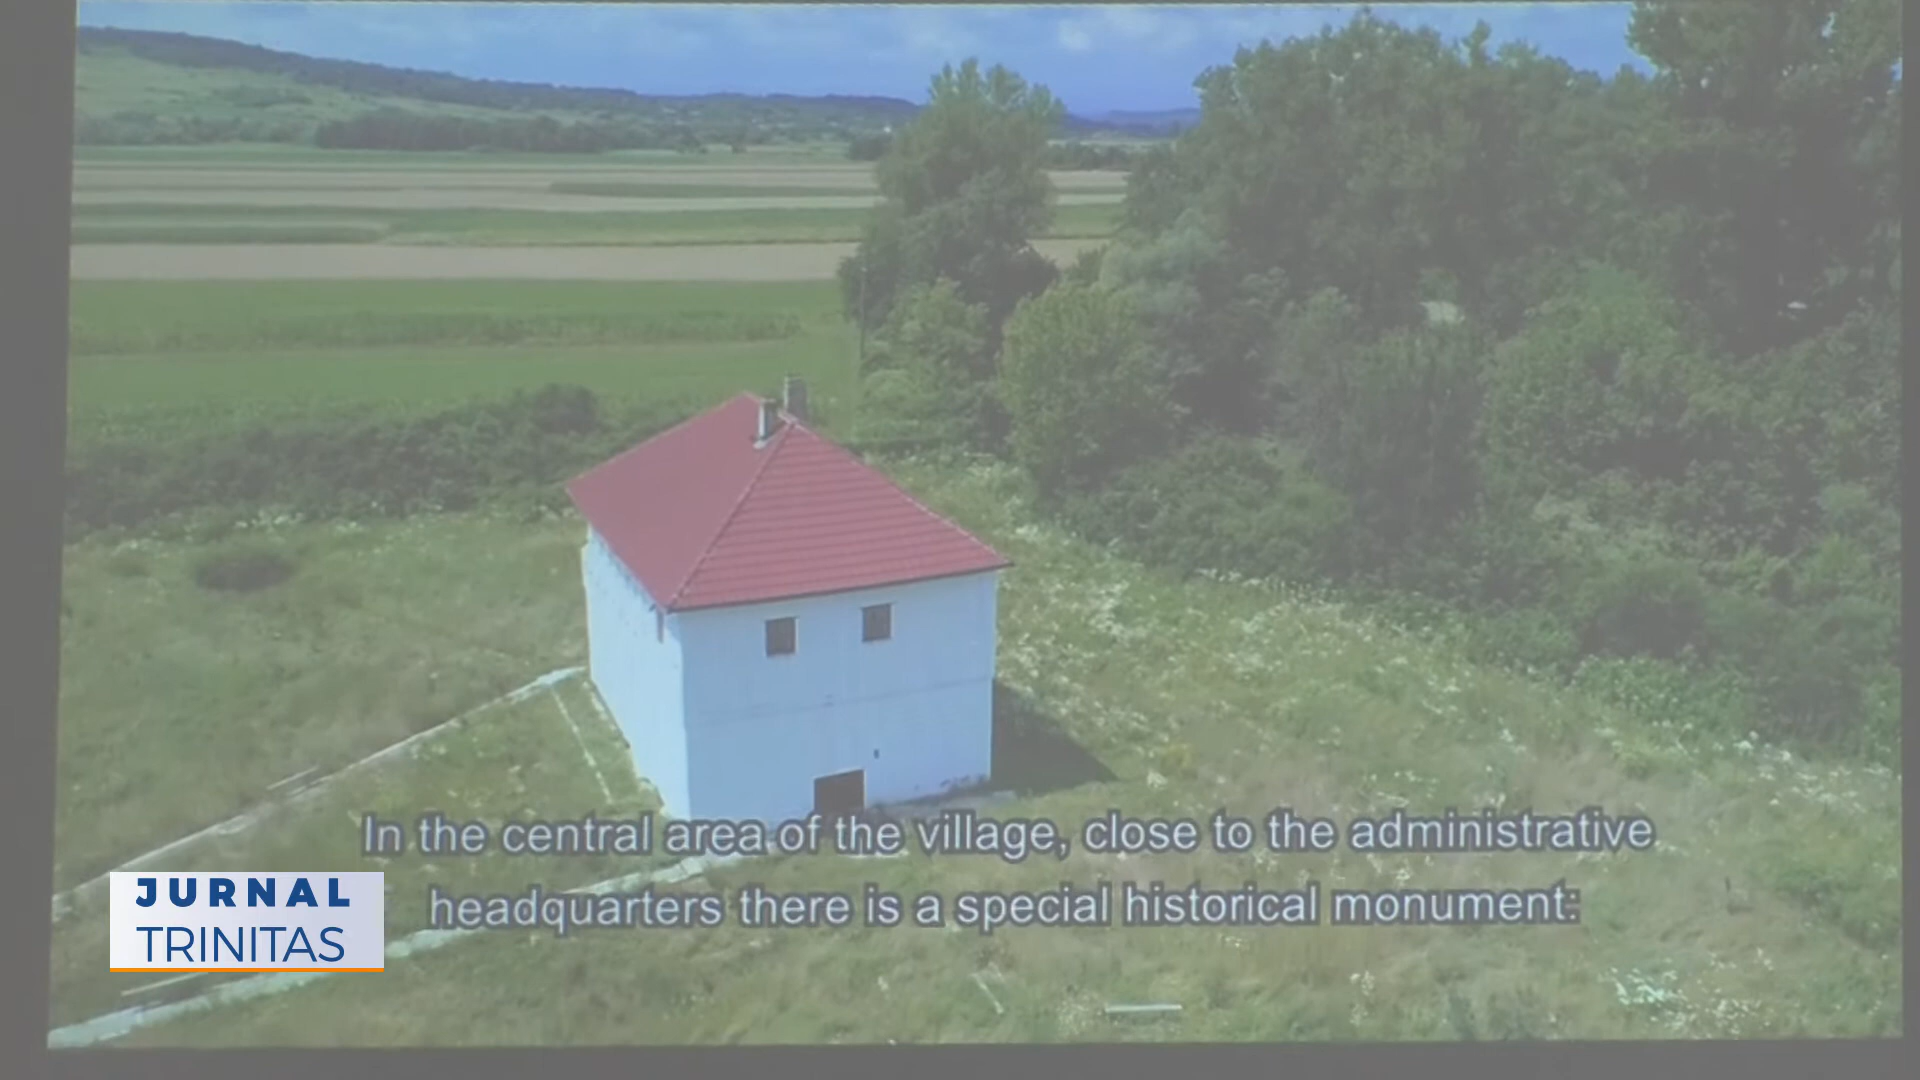 In the central area of the village, close to the administrative
headquarters there is a special historical monument:
JURNAL
TRINITAS